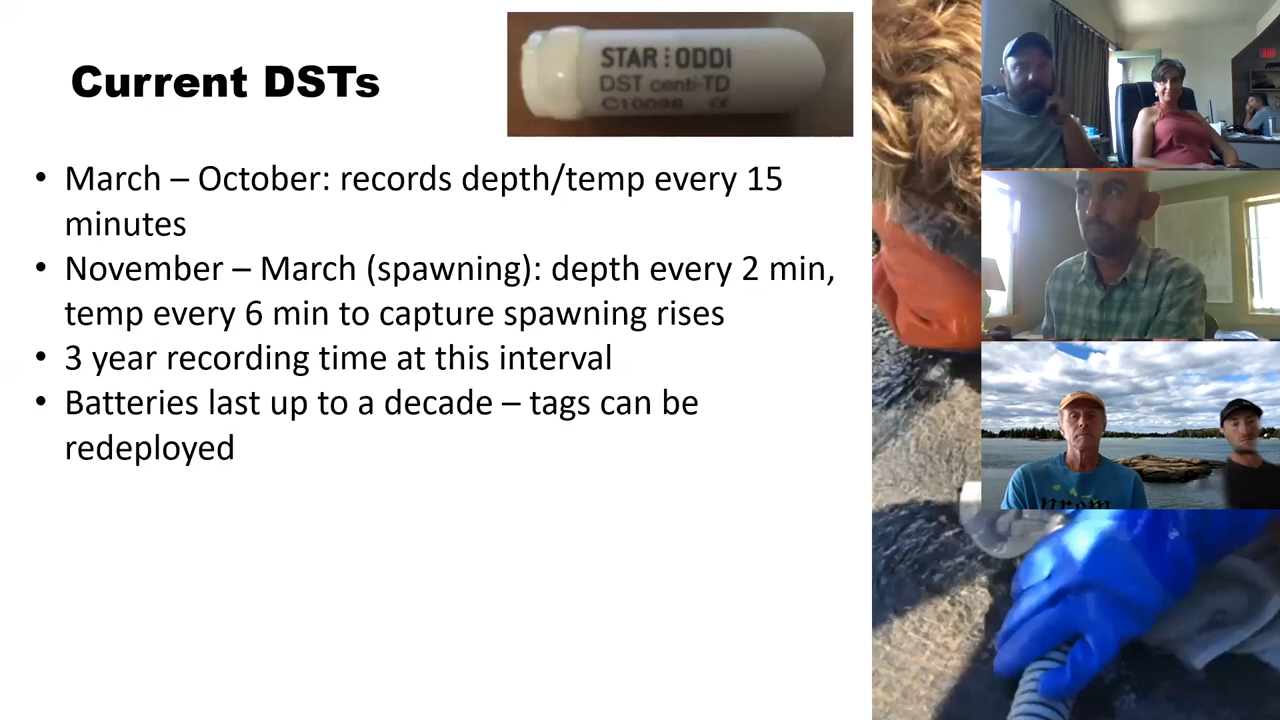 Current DSTs
STAR:ODDI
DST centi-TD
C10098 CE
• March – October: records depth/temp every 15
minutes
• November – March (spawning): depth every 2 min,
temp every 6 min to capture spawning rises
• 3 year recording time at this interval
• Batteries last up to a decade – tags can be
redeployed